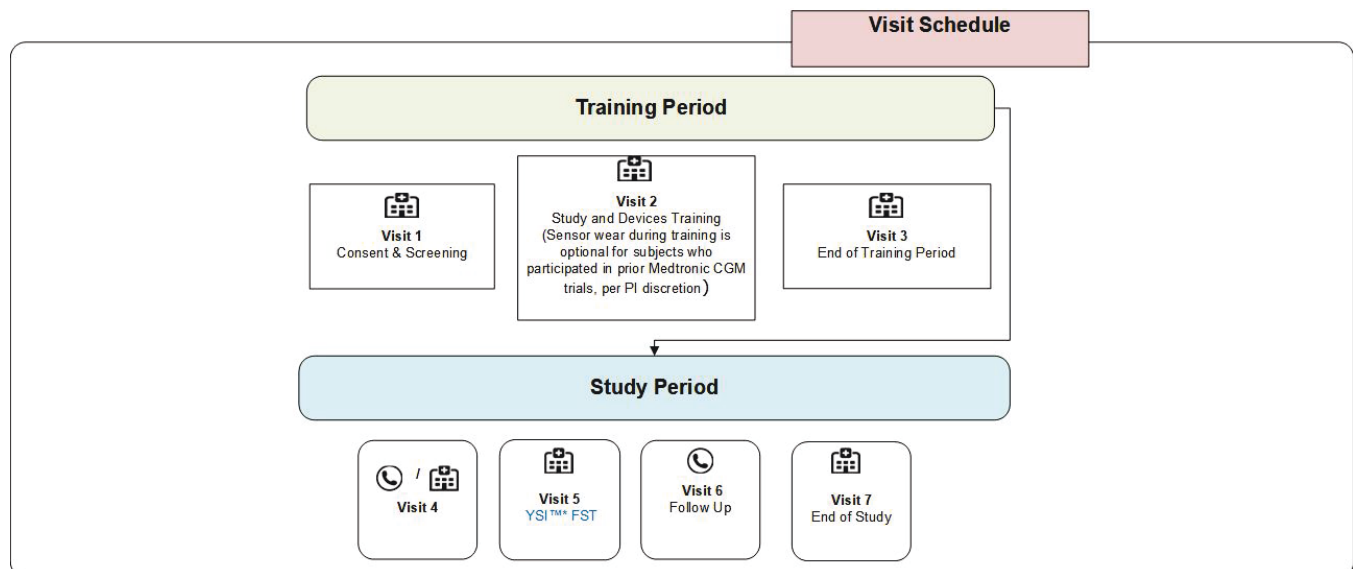 Visit Schedule
Training Period
Visit 1
Consent & Screening
Visit 2
Study and Devices Training
(Sensor wear during training is
optional for subjects who
participated in prior Medtronic CGM
trials, per PI discretion)
Visit 3
End of Training Period
Study Period
/
Visit 4
Visit 5
YSI™* FST
Visit 6
Follow Up
Visit 7
End of Study